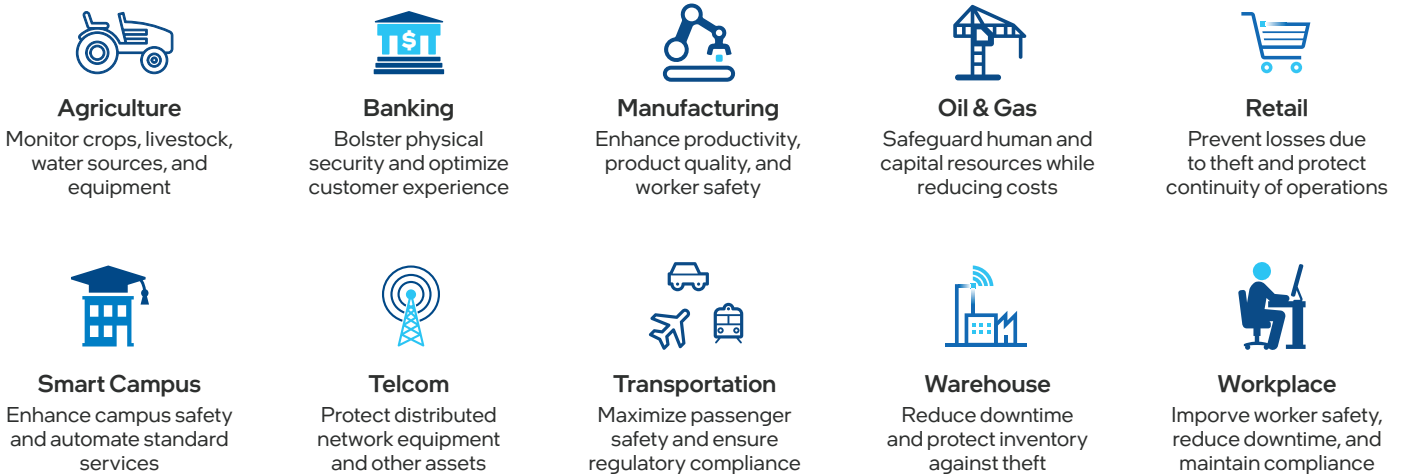 Agriculture
Monitor crops, livestock,
water sources, and
equipment
$
Banking
Bolster physical
security and optimize
customer experience
Manufacturing
Enhance productivity,
product quality, and
worker safety
Oil & Gas
Safeguard human and
capital resources while
reducing costs
Retail
Prevent losses due
to theft and protect
continuity of operations
Smart Campus
Enhance campus safety
and automate standard
services
Telcom
Protect distributed
network equipment
and other assets
Transportation
Maximize passenger
safety and ensure
regulatory compliance
Warehouse
Reduce downtime
and protect inventory
against theft
Workplace
Imporve worker safety,
reduce downtime, and
maintain compliance